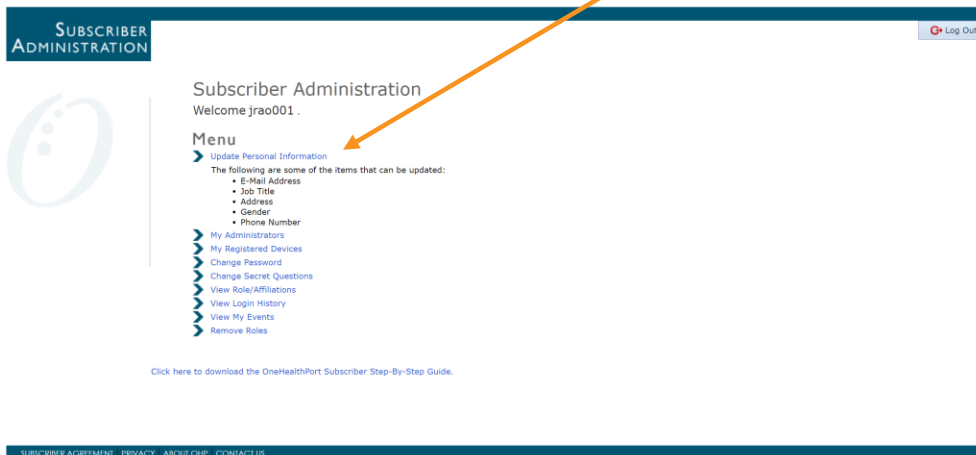 SUBSCRIBER
ADMINISTRATION
Log Out
Subscriber Administration
Welcome jrao001 .
Menu
Update Personal Information
The following are some of the items that can be updated:
• E-Mail Address
• Job Title
• Address
• Gender
• Phone Number
My Administrators
My Registered Devices
Change Password
Change Secret Questions
View Role/Affiliations
View Login History
View My Events
Remove Roles
Click here to download the OneHealthPort Subscriber Step-By-Step Guide.
SUBSCRIBER AGREEMENT PRIVACY ABOUT OHP CONTACT US